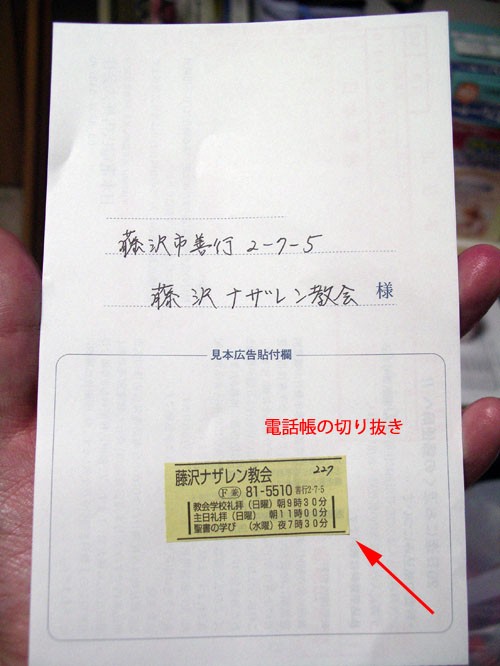 藤沢市善行 2-7-5
藤沢ナザレン教会 様
見本広告貼付欄
電話帳の切り抜き
藤沢ナザレン教会 227
F兼 81-5510 善行2-7-5
教会学校礼拝(日曜)朝9時30分
主日礼拝(日曜) 朝11時00分
聖書の学び (水曜)夜7時30分